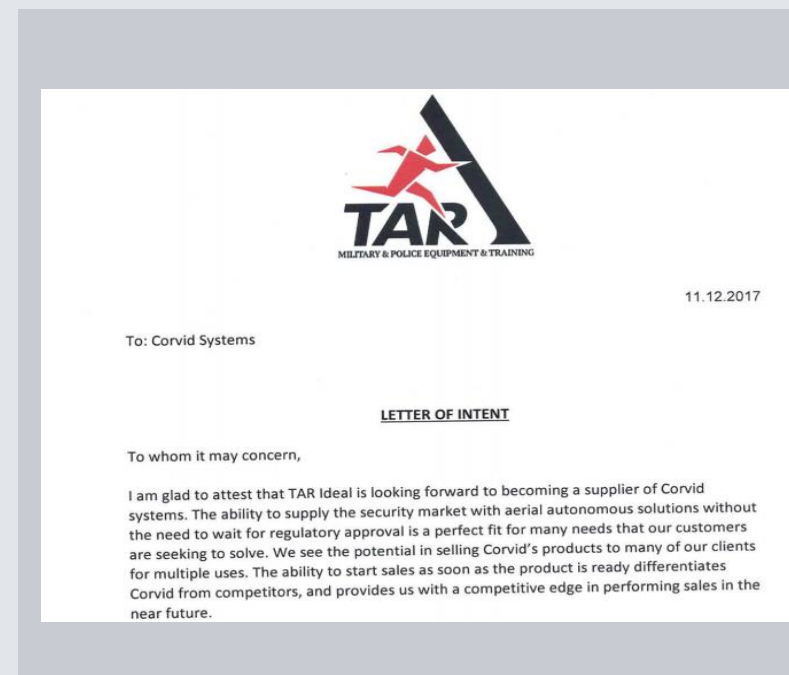 TAR
MILITARY & POLICE EQUIPMENT & TRAINING
11.12.2017
To: Corvid Systems
LETTER OF INTENT
To whom it may concern,
I am glad to attest that TAR Ideal is looking forward to becoming a supplier of Corvid
systems. The ability to supply the security market with aerial autonomous solutions without
the need to wait for regulatory approval is a perfect fit for many needs that our customers
are seeking to solve. We see the potential in selling Corvid's products to many of our clients
for multiple uses. The ability to start sales as soon as the product is ready differentiates
Corvid from competitors, and provides us with a competitive edge in performing sales in the
near future.